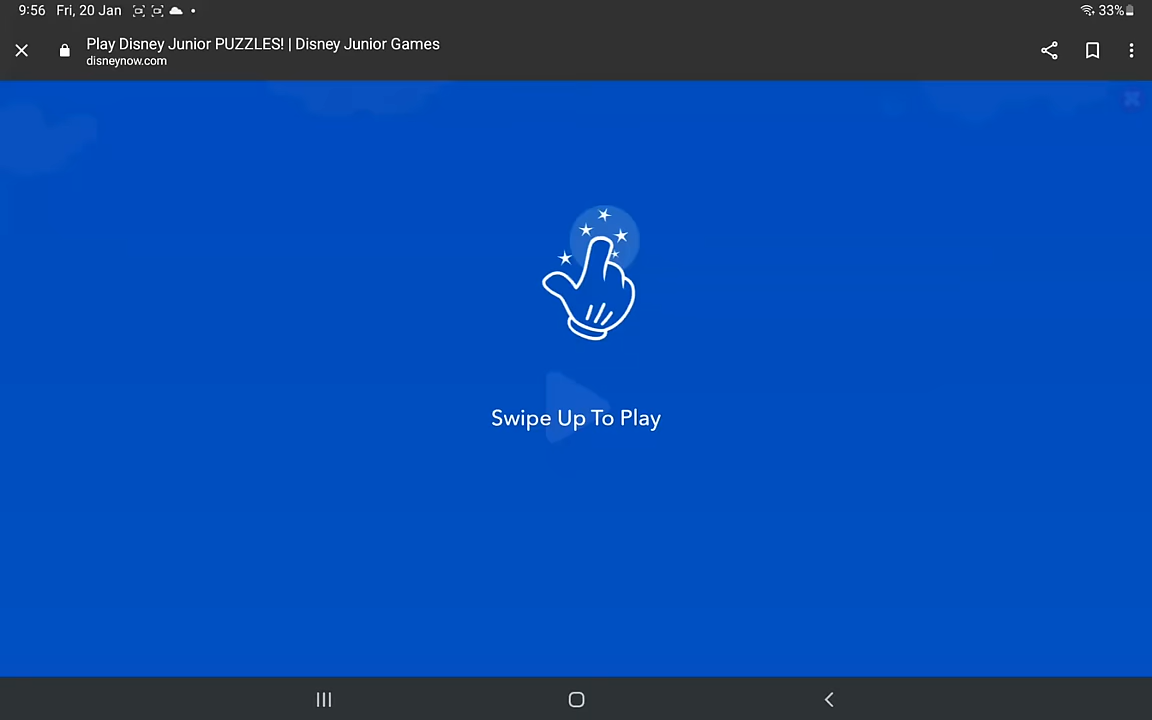 9:56 Fri, 20 Jan 33%
Play Disney Junior PUZZLES! | Disney Junior Games
disneynow.com
Swipe Up To Play